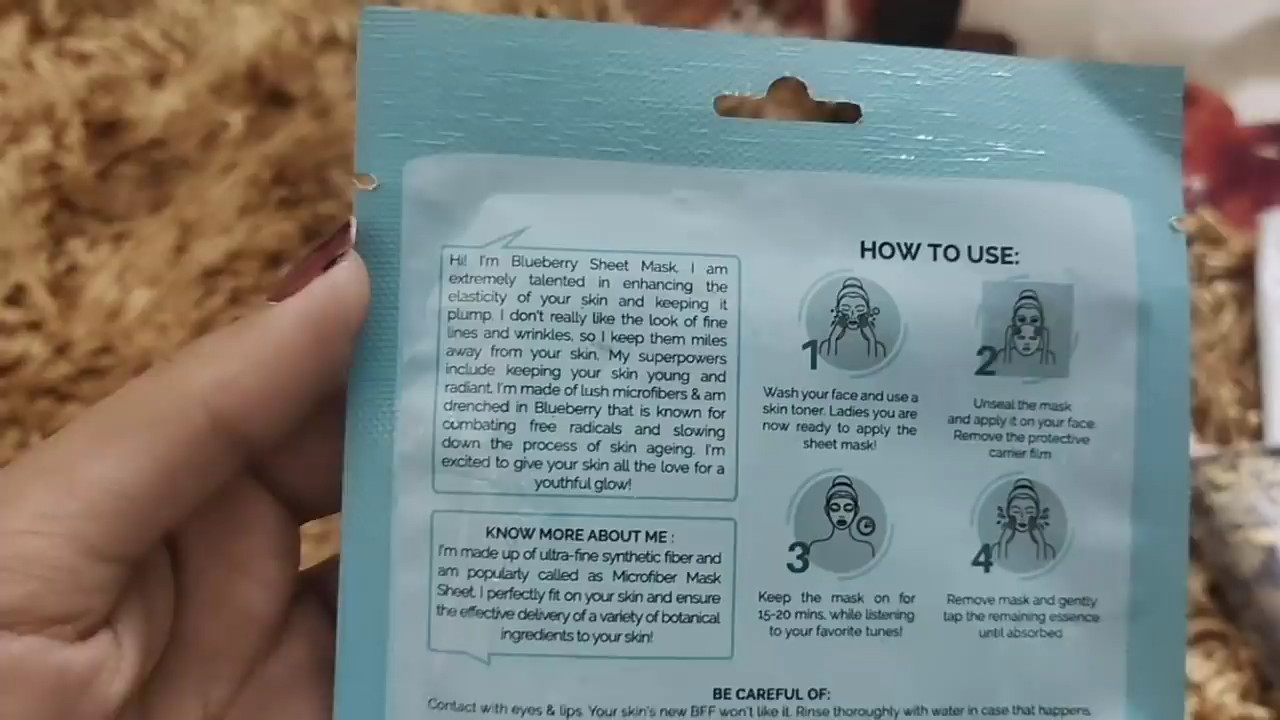 Hi! I'm Blueberry Sheet Mask. I am
extremely talented in enhancing the
elasticity of your skin and keeping it
plump. I don't really like the look of fine
lines and wrinkles, so I keep them miles
away from your skin. My superpowers
include keeping your skin young and
radiant. I'm made of lush microfibers & am
drenched in Blueberry that is known for
combating free radicals and slowing
down the process of skin ageing. I'm
excited to give your skin all the love for a
youthful glow!
KNOW MORE ABOUT ME :
I'm made up of ultra-fine synthetic fiber and
am popularly called as Microfiber Mask
Sheet. I perfectly fit on your skin and ensure
the effective delivery of a variety of botanical
ingredients to your skin!
HOW TO USE:
1
Wash your face and use a
skin toner. Ladies you are
now ready to apply the
sheet mask!
2
Unseal the mask
and apply it on your face.
Remove the protective
carrier film
3
Keep the mask on for
15-20 mins, while listening
to your favorite tunes!
4
Remove mask and gently
tap the remaining essence
until absorbed
BE CAREFUL OF:
Contact with eyes & lips. Your skin's new BFF won't like it. Rinse thoroughly with water in case that happens.